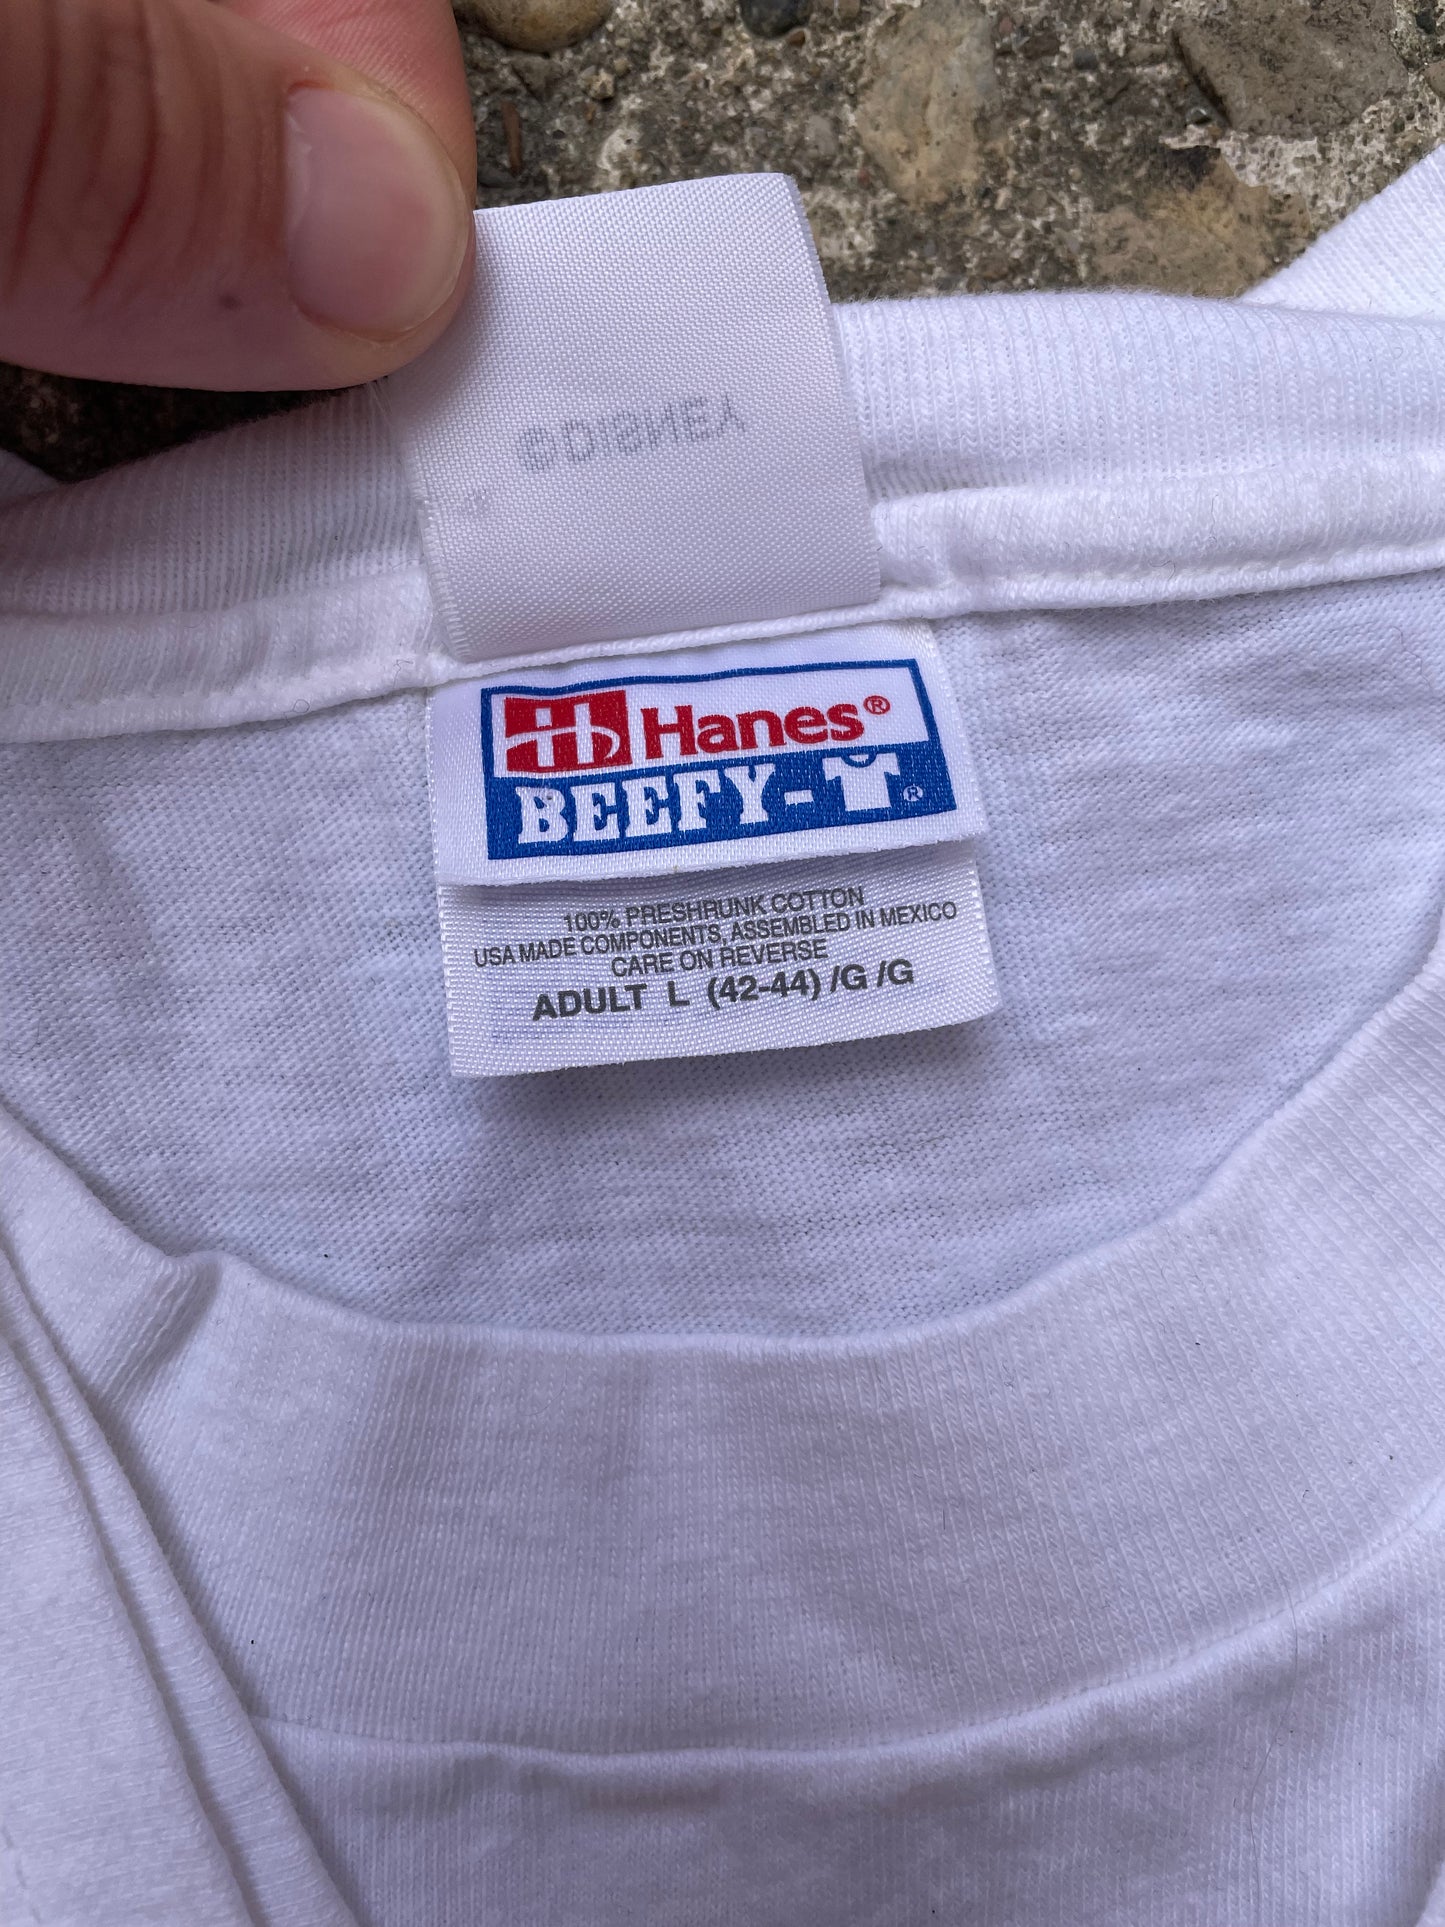 ©DISNEY
Hanes®
BEEFY-T®
100% PRESHRUNK COTTON
USA MADE COMPONENTS, ASSEMBLED IN MEXICO
CARE ON REVERSE
ADULT L (42-44) /G /G